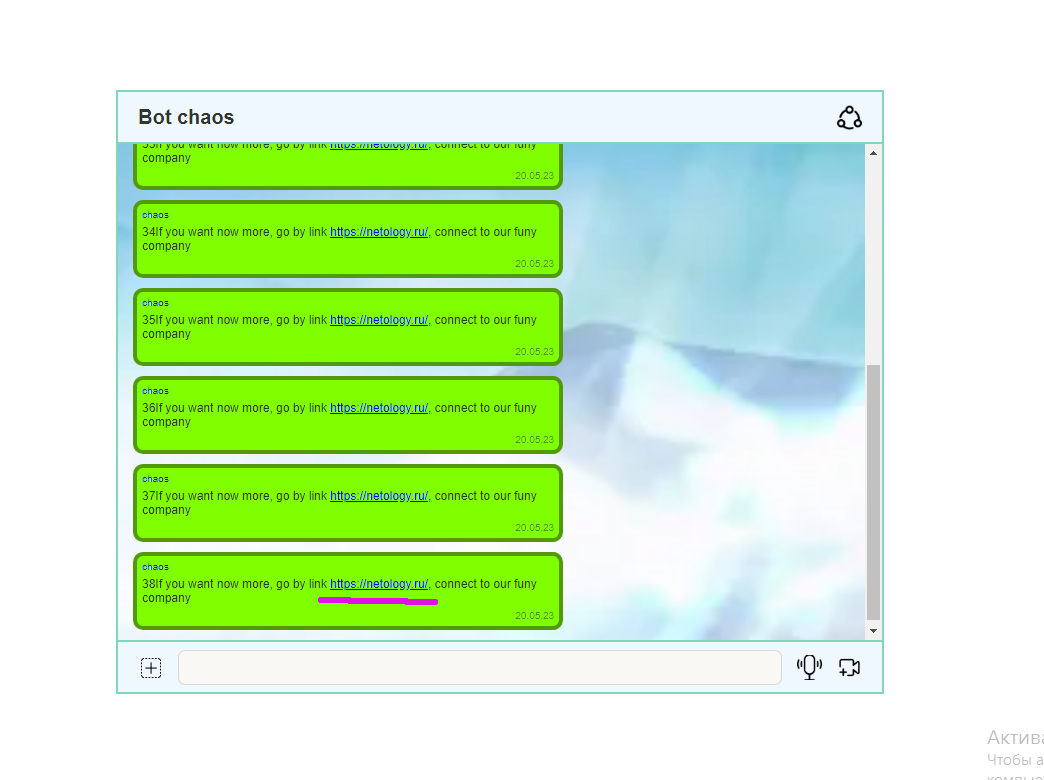 Bot chaos
33If you want now more, go by link https://netology.ru/, connect to our funy
company
20.05.23
chaos
34If you want now more, go by link https://netology.ru/, connect to our funy
company
20.05.23
chaos
35If you want now more, go by link https://netology.ru/, connect to our funy
company
20.05.23
chaos
36If you want now more, go by link https://netology.ru/, connect to our funy
company
20.05.23
chaos
37If you want now more, go by link https://netology.ru/, connect to our funy
company
20.05.23
chaos
38If you want now more, go by link https://netology.ru/, connect to our funy
company
20.05.23
Актива
Чтобы а